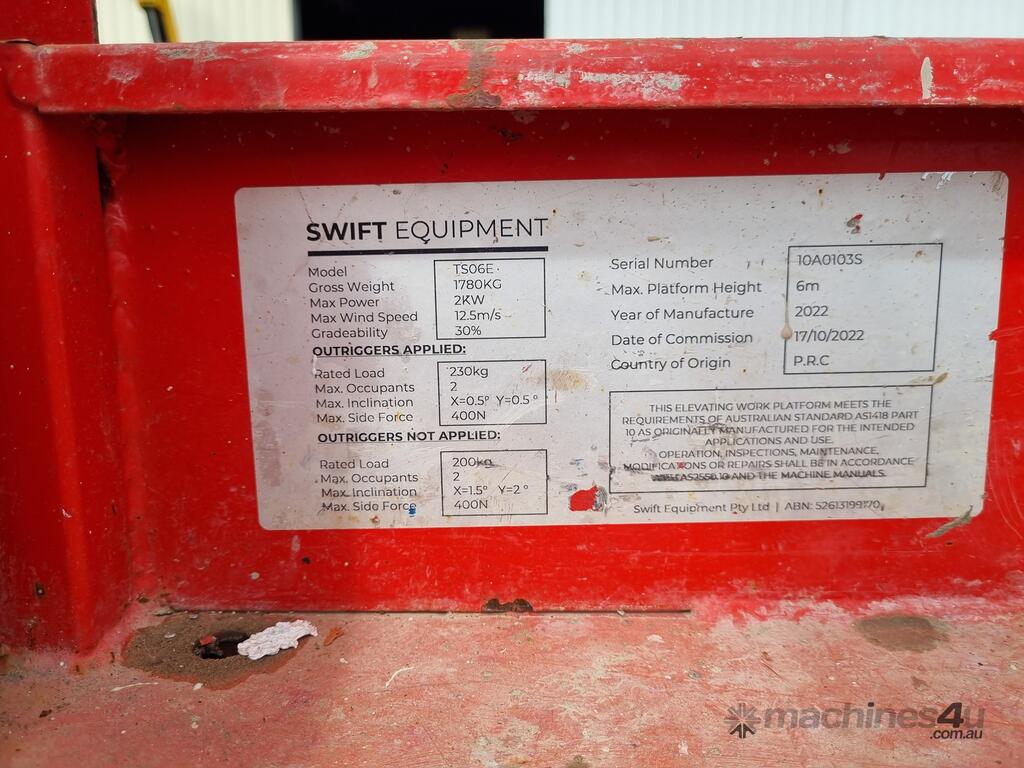 SWIFT EQUIPMENT
Model TS06E
Gross Weight 1780KG
Max Power 2KW
Max Wind Speed 12.5m/s
Gradeability 30%
OUTRIGGERS APPLIED:
Rated Load 230kg
Max. Occupants 2
Max. Inclination X=0.5° Y=0.5°
Max. Side Force 400N
OUTRIGGERS NOT APPLIED:
Rated Load 200kg
Max. Occupants 2
Max. Inclination X=1.5° Y=2°
Max. Side Force 400N
Serial Number 10A0103S
Max. Platform Height 6m
Year of Manufacture 2022
Date of Commission 17/10/2022
Country of Origin P.R.C
THIS ELEVATING WORK PLATFORM MEETS THE
REQUIREMENTS OF AUSTRALIAN STANDARD AS1418 PART
10 AS ORIGINALLY MANUFACTURED FOR THE INTENDED
APPLICATIONS AND USE.
OPERATION, INSPECTIONS, MAINTENANCE,
MODIFICATIONS OR REPAIRS SHALL BE IN ACCORDANCE
WITH AS2550.10 AND THE MACHINE MANUALS.
Swift Equipment Pty Ltd | ABN: 52613199170
machines4u
.com.au